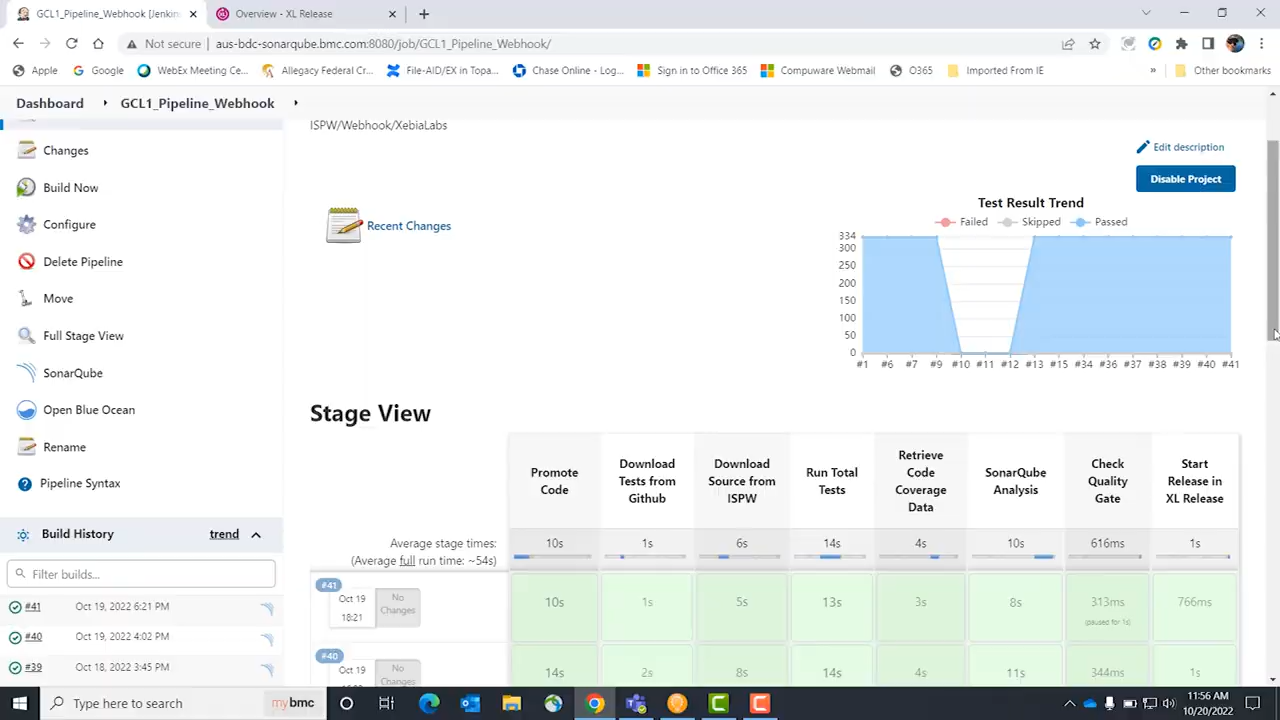 GCL1_Pipeline_Webhook [Jenkins
Overview - XL Release
Not secure
aus-bdc-sonarqube.bmc.com:8080/job/GCL1_Pipeline_Webhook/
Apple
Google
WebEx Meeting Ce...
Allegacy Federal Cr...
File-AID/EX in Topa...
Chase Online - Log...
Sign in to Office 365
Compuware Webmail
O365
Imported From IE
»
Other bookmarks
Dashboard
GCL1_Pipeline_Webhook
Changes
Build Now
Configure
Delete Pipeline
Move
Full Stage View
SonarQube
Open Blue Ocean
Rename
Pipeline Syntax
Build History
trend
Filter builds...
#41 Oct 19, 2022 6:21 PM
#40 Oct 19, 2022 4:02 PM
#39 Oct 18, 2022 3:45 PM
ISPW/Webhook/XebiaLabs
Edit description
Disable Project
Recent Changes
Test Result Trend
Failed Skipped Passed
334
300
250
200
150
100
50
0
#1 #6 #7 #9 #10 #11 #12 #13 #15 #34 #36 #37 #38 #39 #40 #41
Stage View
Promote
Code
Download
Tests from
Github
Download
Source from
ISPW
Run Total
Tests
Retrieve
Code
Coverage
Data
SonarQube
Analysis
Check
Quality
Gate
Start
Release in
XL Release
Average stage times:
(Average full run time: ~54s)
10s 1s 6s 14s 4s 10s 616ms 1s
#41
Oct 19
18:21
No
Changes
10s 1s 5s 13s 3s 8s 313ms 766ms
(paused for 1s)
#40
Oct 19
No
Changes
14s 2s 8s 14s 4s 11s 344ms 1s
Type here to search
mybmc
11:56 AM
10/20/2022